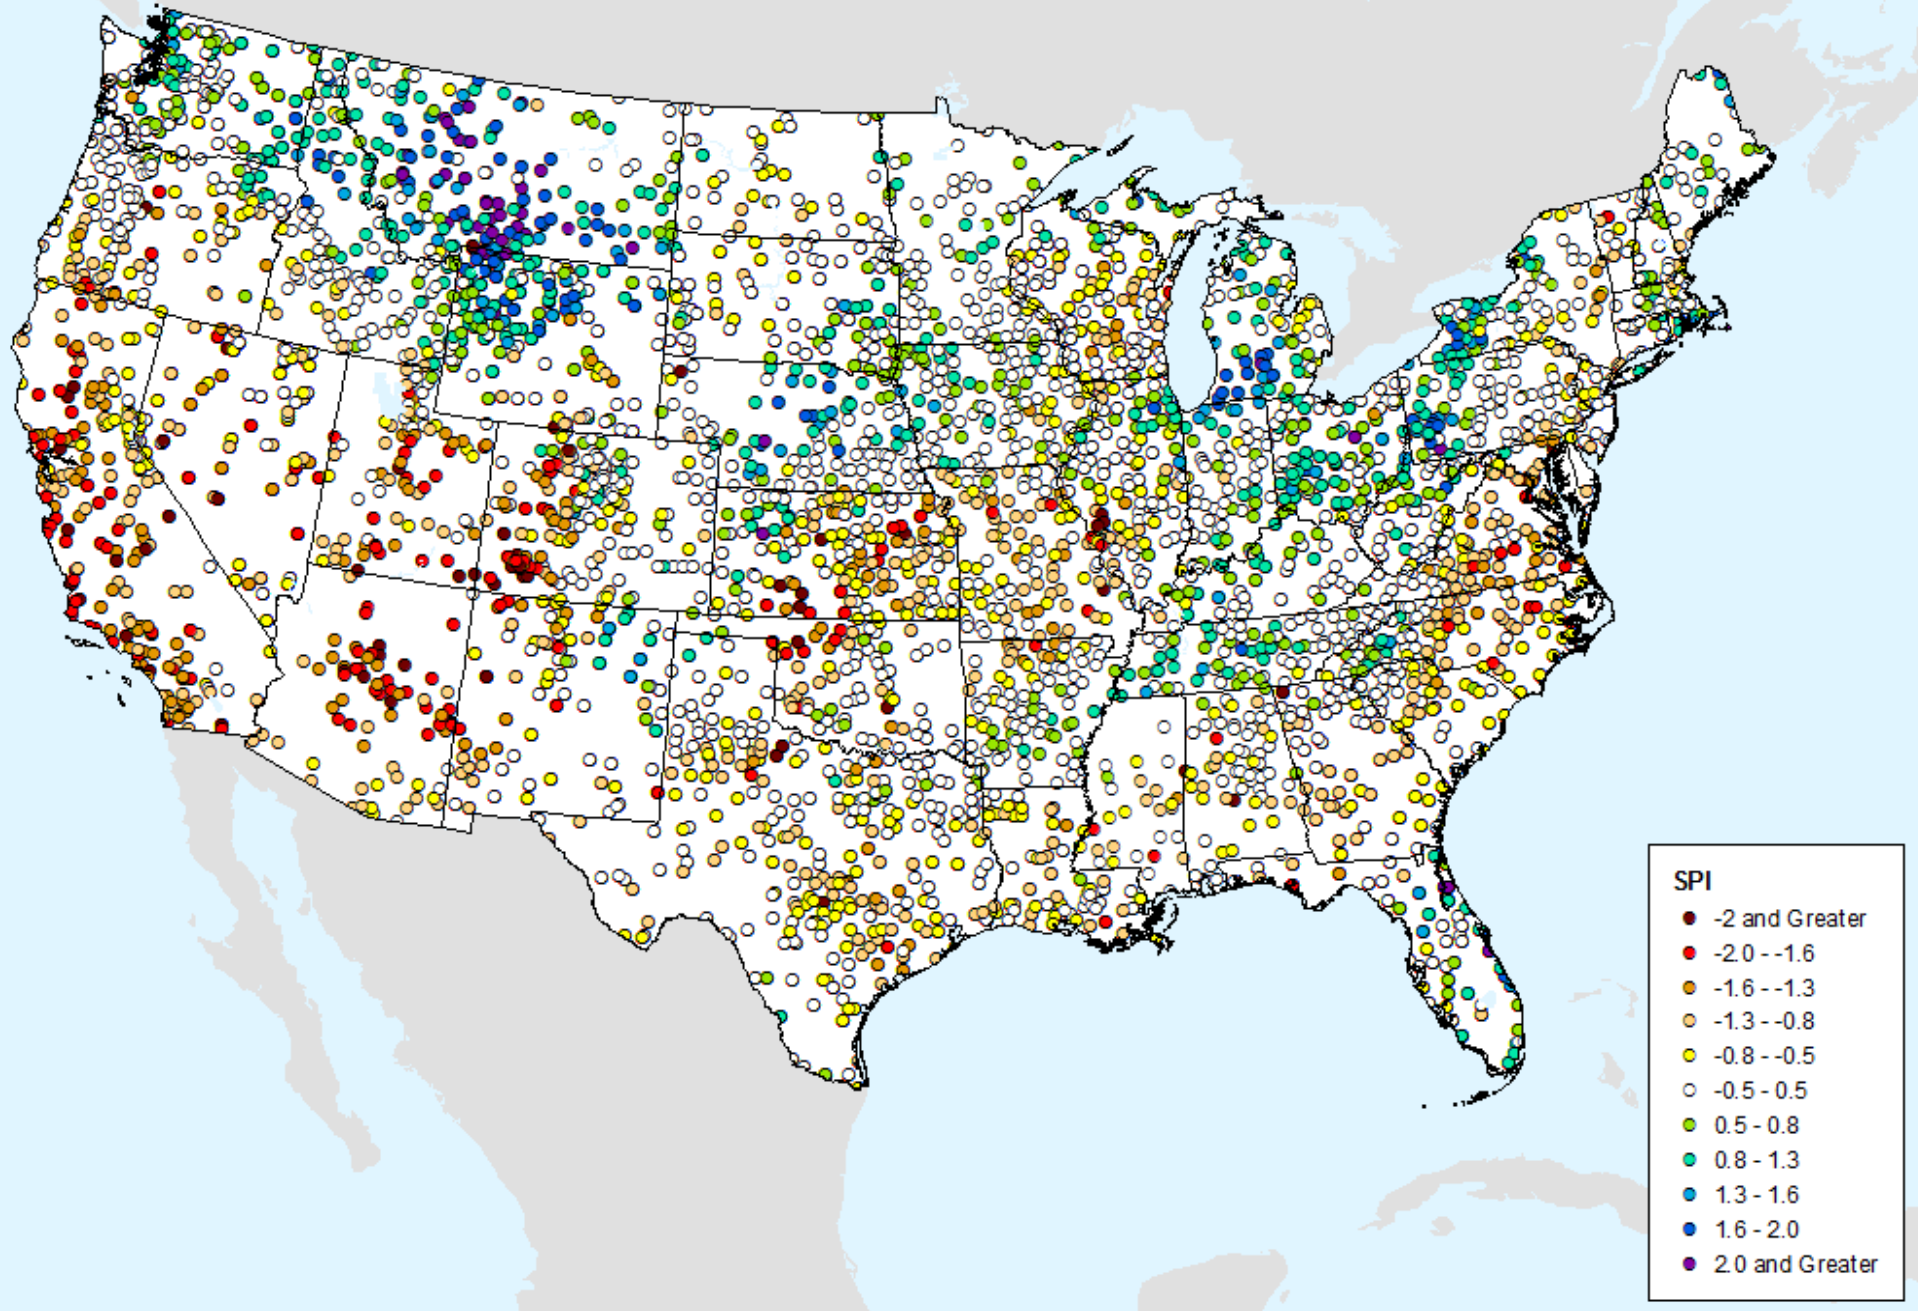 SPI
-2 and Greater
-2.0 - -1.6
-1.6 - -1.3
-1.3 - -0.8
-0.8 - -0.5
-0.5 - 0.5
0.5 - 0.8
0.8 - 1.3
1.3 - 1.6
1.6 - 2.0
2.0 and Greater